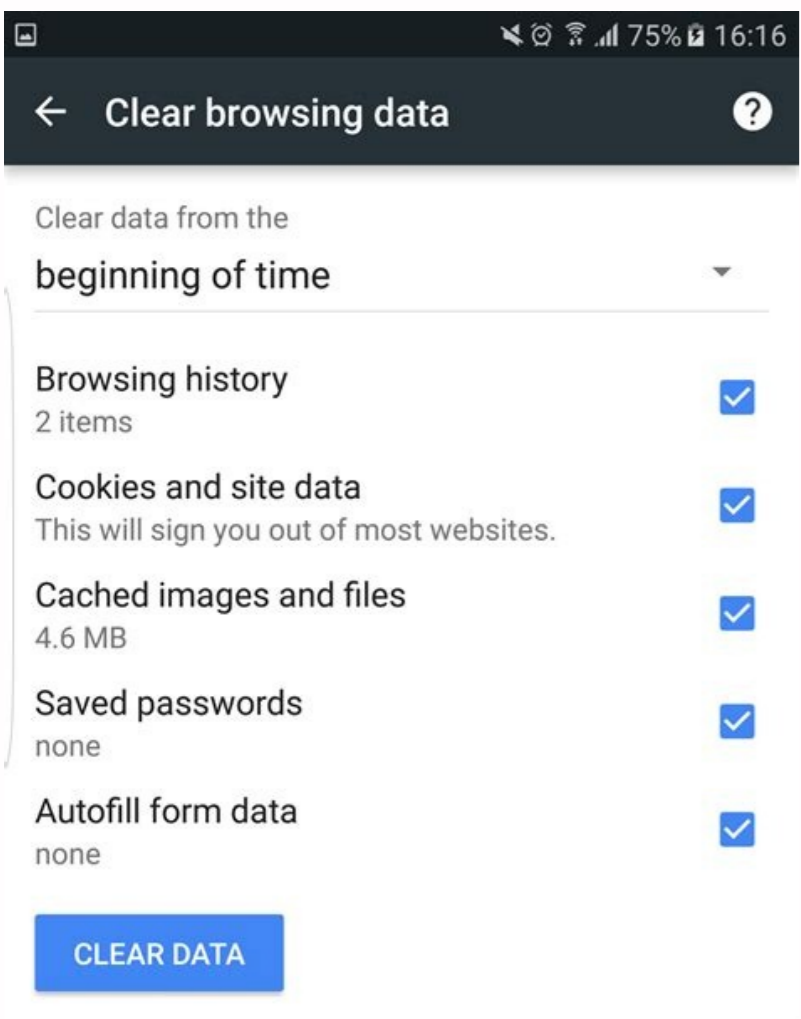 75% 16:16
Clear browsing data
Clear data from the
beginning of time
Browsing history
2 items
Cookies and site data
This will sign you out of most websites.
Cached images and files
4.6 MB
Saved passwords
none
Autofill form data
none
CLEAR DATA